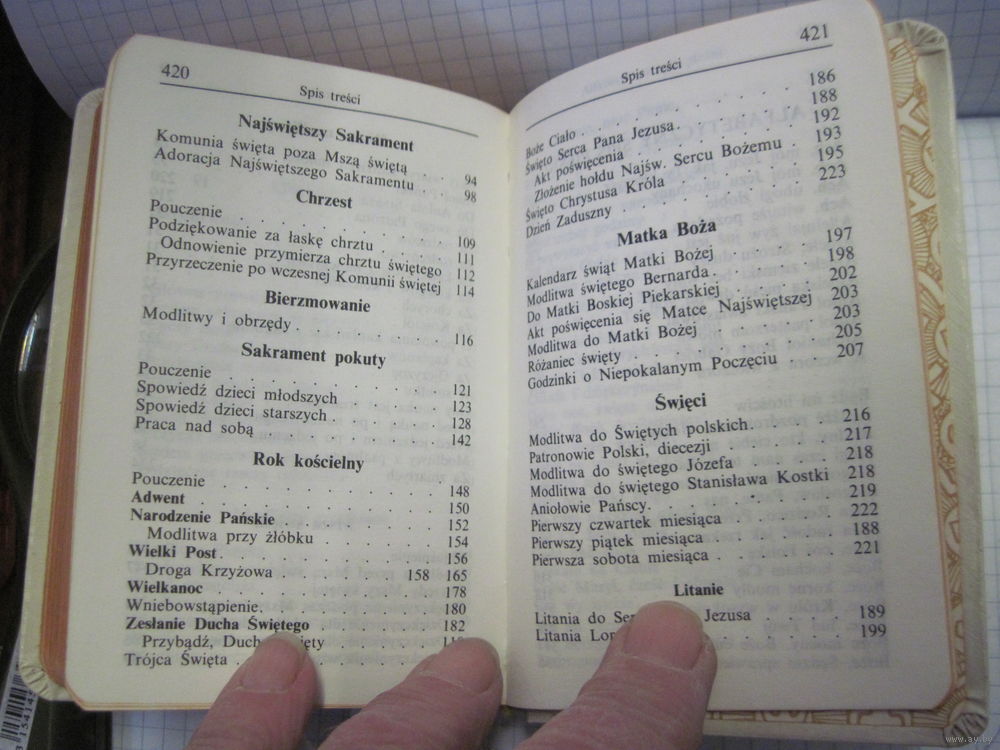 420
Spis treści
Najświętszy Sakrament
Komunia święta poza Mszą świętą 94
Adoracja Najświętszego Sakramentu . . 98
Chrzest
Pouczenie . . . . . . . . . . 109
Podziękowanie za łaskę chrztu . . . . 111
Odnowienie przymierza chrztu świętego 112
Przyrzeczenie po wczesnej Komunii świętej 114
Bierzmowanie
Modlitwy i obrzędy . . . . . . . . 116
Sakrament pokuty
Pouczenie . . . . . . . . . . 121
Spowiedź dzieci młodszych . . . . . 123
Spowiedź dzieci starszych . . . . . . 128
Praca nad sobą . . . . . . . . 142
Rok kościelny
Pouczenie . . . . . . . . . . 148
Adwent . . . . . . . . . . . 150
Narodzenie Pańskie . . . . . . . . 152
Modlitwa przy żłóbku . . . . . . 154
Wielki Post . . . . . . . . . . 156
Droga Krzyżowa . . . . . . 158 165
Wielkanoc . . . . . . . . . . 178
Wniebowstąpienie . . . . . . . . . 180
Zesłanie Ducha Świętego . . . . . . 182
Przybądź, Duch
Trójca Święta . . .
421
Spis treści
Boże Ciało . . . . . . . . . 186
Święto Serca Pana Jezusa . . . . . . 188
Akt poświęcenia . . . . . . . . 192
Złożenie hołdu Najśw. Sercu Bożemu . 193
Święto Chrystusa Króla . . . . . . . 195
Dzień Zaduszny . . . . . . . . . 223
Matka Boża
Kalendarz świąt Matki Bożej . . . . . 197
Modlitwa świętego Bernarda . . . . . 198
Do Matki Boskiej Piekarskiej . . . . . 202
Akt poświęcenia się Matce Najświętszej 203
Modlitwa do Matki Bożej . . . . . . 203
Różaniec święty . . . . . . . . . 205
Godzinki o Niepokalanym Poczęciu . . 207
Święci
Modlitwa do Świętych polskich . . . . 216
Patronowie Polski, diecezji . . . . . . 217
Modlitwa do świętego Józefa . . . . . 218
Modlitwa do świętego Stanisława Kostki 218
Aniołowie Pańscy . . . . . . . . . 219
Pierwszy czwartek miesiąca . . . . . . 222
Pierwszy piątek miesiąca . . . . . . 188
Pierwsza sobota miesiąca . . . . . . 221
Litanie
Litania do Jezusa . . . 189
Litania . . . . 199
www.ay.by